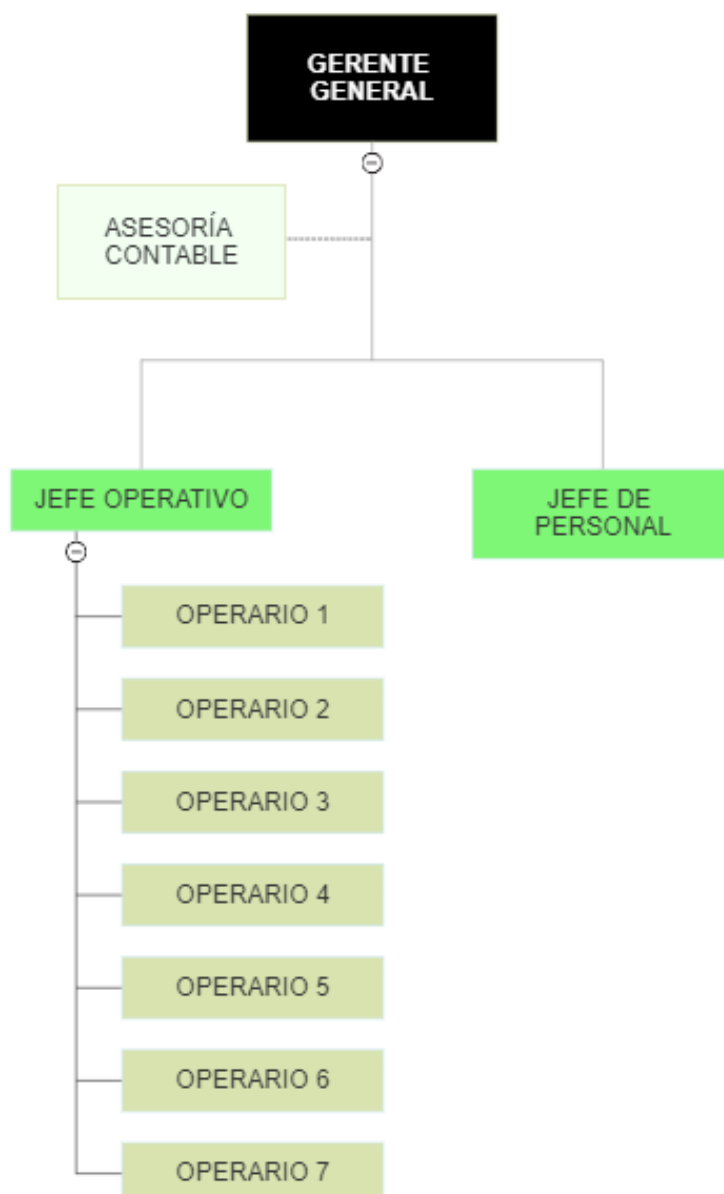 GERENTE
GENERAL
ASESORÍA
CONTABLE
JEFE OPERATIVO
JEFE DE
PERSONAL
OPERARIO 1
OPERARIO 2
OPERARIO 3
OPERARIO 4
OPERARIO 5
OPERARIO 6
OPERARIO 7